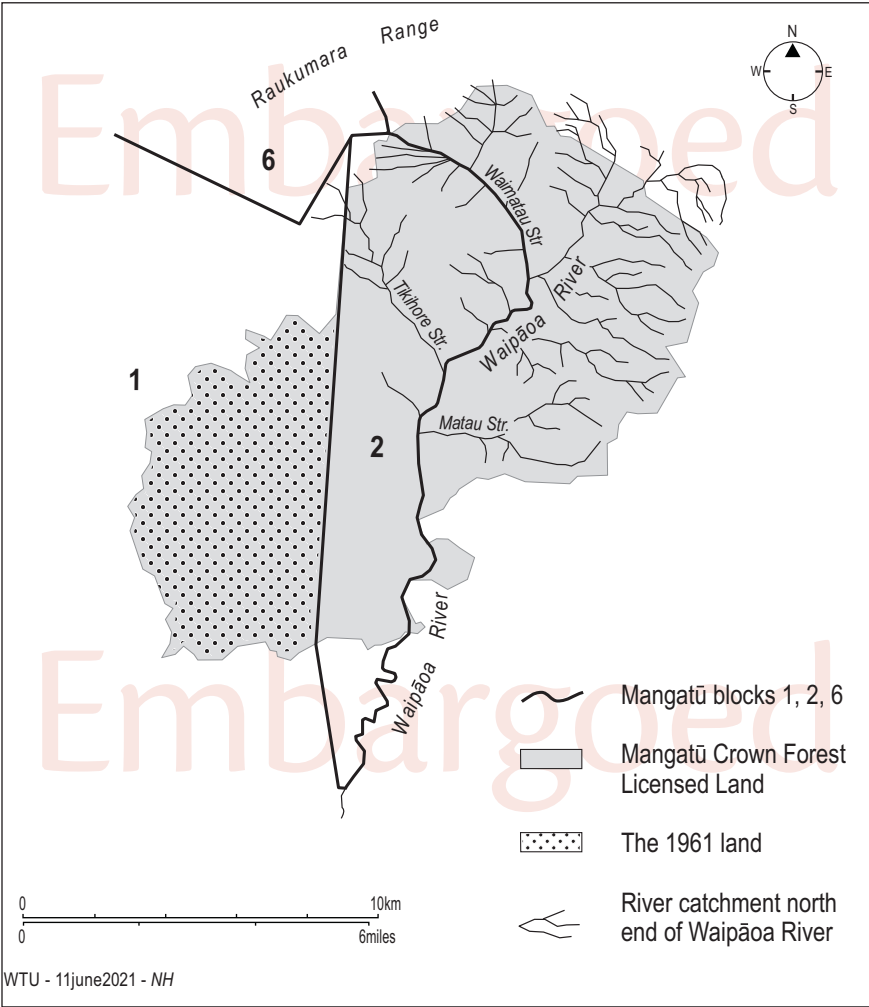 Raukumara Range
N
W E
S
Embargoed
6
Waimatau Str
River
Tikihore Str.
Waipāoa
1
Matau Str.
2
River
Waipāoa
Embargoed
Mangatū blocks 1, 2, 6
Mangatū Crown Forest
Licensed Land
The 1961 land
River catchment north
end of Waipāoa River
0 10km
0 6miles
WTU - 11june2021 - NH